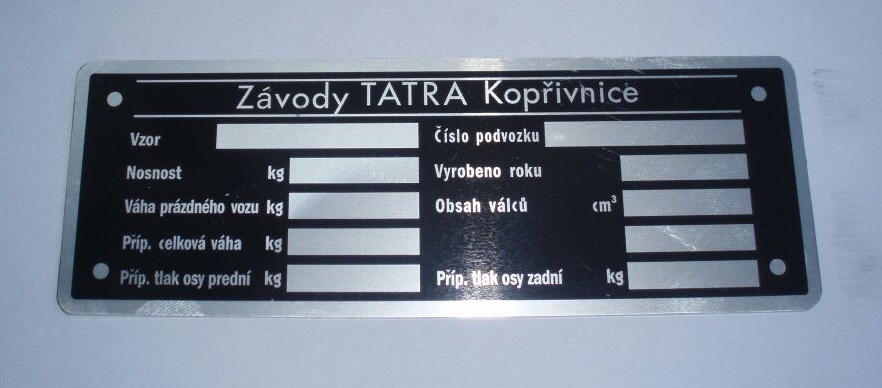 Závody TATRA Kopřivnice
Vzor Číslo podvozku
Nosnost kg Vyrobeno roku
Váha prázdného vozu kg Obsah válců cm³
Příp. celková váha kg
Příp. tlak osy prední kg Příp. tlak osy zadní kg